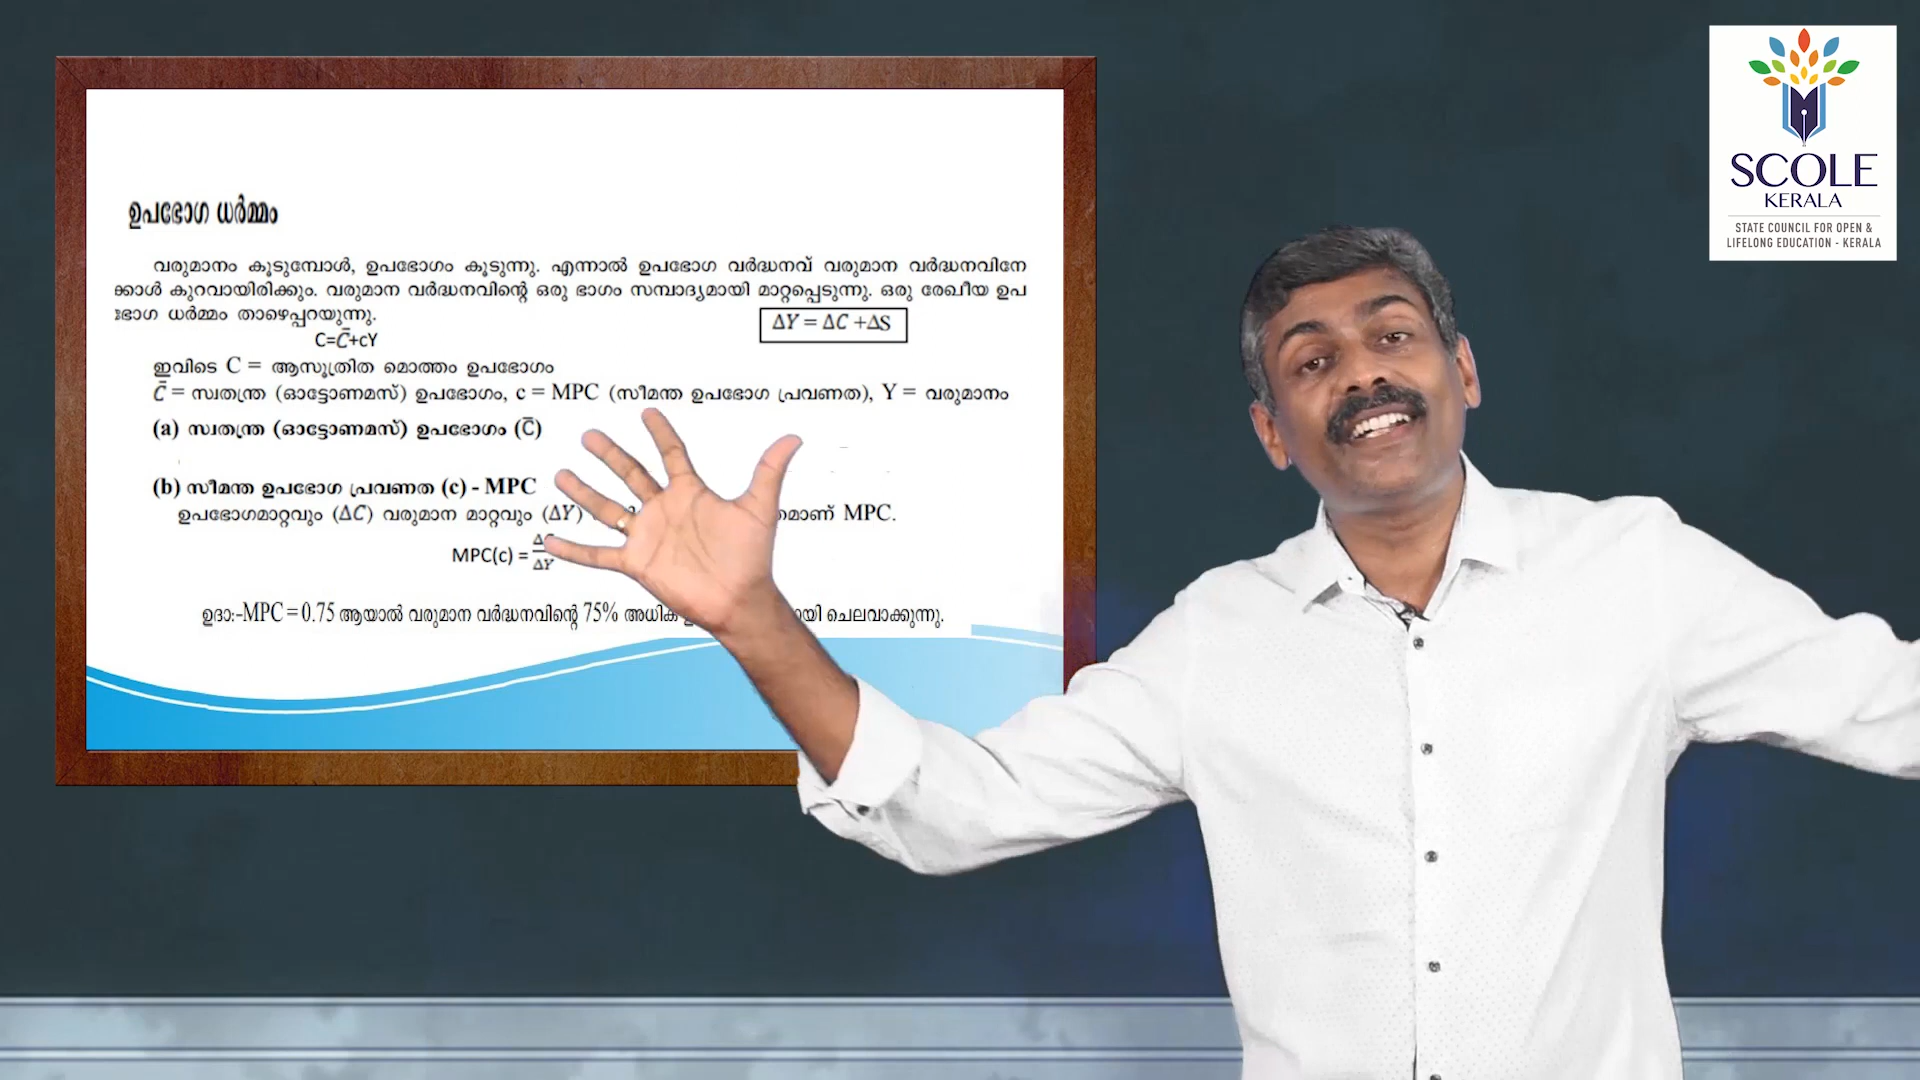 ഉപഭോഗ ധർമ്മം
വരുമാനം കൂടുമ്പോൾ, ഉപഭോഗം കൂടുന്നു. എന്നാൽ ഉപഭോഗ വർദ്ധനവ് വരുമാന വർദ്ധനവിനേ
ക്കാൾ കുറവായിരിക്കും. വരുമാന വർദ്ധനവിന്റെ ഒരു ഭാഗം സമ്പാദ്യമായി മാറ്റപ്പെടുന്നു. ഒരു രേഖീയ ഉപ
ഭോഗ ധർമ്മം താഴെപ്പറയുന്നു.
ΔY = ΔC +ΔS
C=C̄+cY
ഇവിടെ C = ആസൂത്രിത മൊത്തം ഉപഭോഗം
C̄ = സ്വതന്ത്ര (ഓട്ടോണമസ്) ഉപഭോഗം, c = MPC (സീമന്ത ഉപഭോഗ പ്രവണത), Y = വരുമാനം
(a) സ്വതന്ത്ര (ഓട്ടോണമസ്) ഉപഭോഗം (C̄)
(b) സീമന്ത ഉപഭോഗ പ്രവണത (c) - MPC
ഉപഭോഗമാറ്റവും (ΔC) വരുമാന മാറ്റവും (ΔY) മാണ് MPC.
MPC(c) = ΔC/ΔY
ഉദാ:-MPC = 0.75 ആയാൽ വരുമാന വർദ്ധനവിന്റെ 75% അധിക യി ചെലവാക്കുന്നു.
SCOLE
KERALA
STATE COUNCIL FOR OPEN &
LIFELONG EDUCATION - KERALA